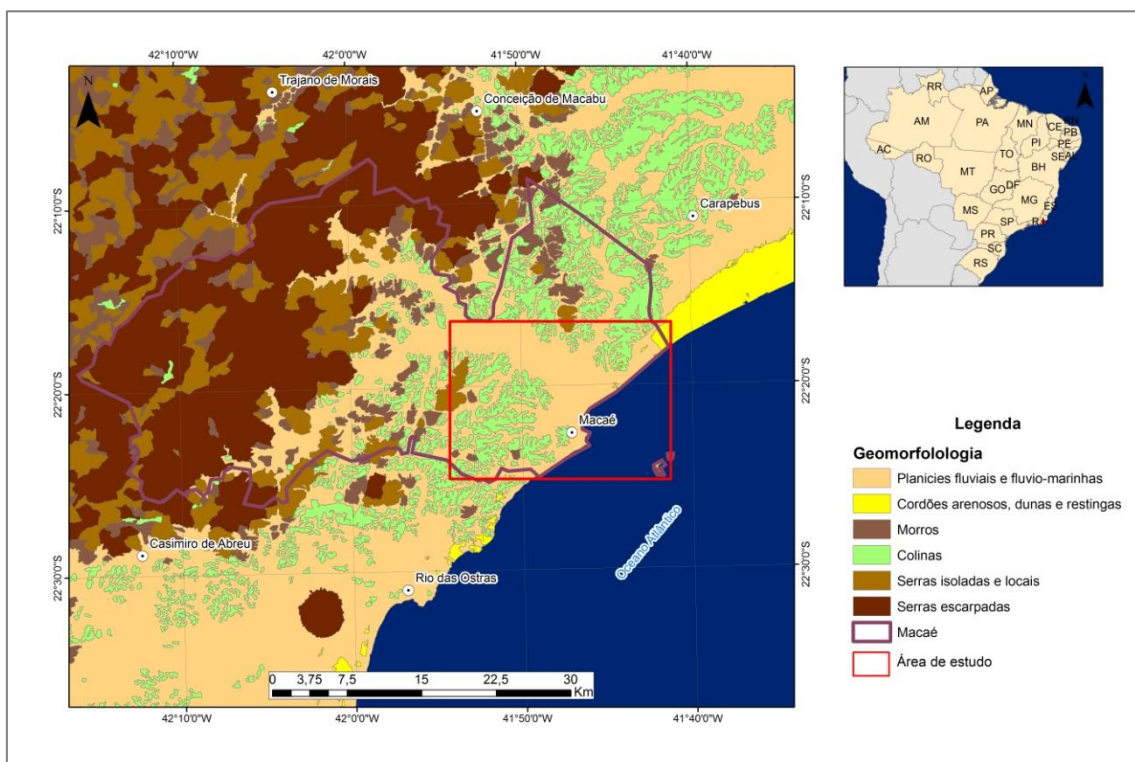 42°10'0"W 42°0'0"W 41°50'0"W 41°40'0"W
N
Trajano de Morais
Conceição de Macabu
22°10'0"S
Carapebus
22°10'0"S
22°20'0"S
Macaé
22°20'0"S
Oceano Atlântico
Casimiro de Abreu
22°30'0"S
Rio das Ostras
22°30'0"S
0 3,75 7,5 15 22,5 30
Km
42°10'0"W 42°0'0"W 41°50'0"W 41°40'0"W
RR
AP
AM
PA
MN
CE
RN
PB
PI
PE
AC
TO
SE
AL
RO
BH
MT
GO
DF
MG
ES
MS
SP
R
PR
SC
RS
Legenda
Geomorfolologia
Planicies fluviais e fluvio-marinhas
Cordões arenosos, dunas e restingas
Morros
Colinas
Serras isoladas e locais
Serras escarpadas
Macaé
Área de estudo